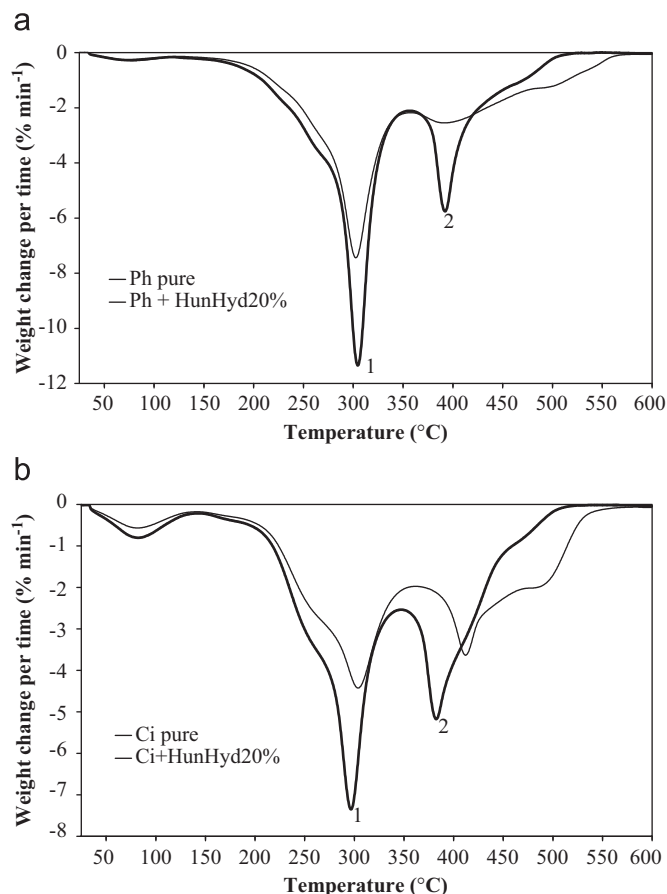 a
Weight change per time (% min-1)
0
-2
-4
-6
-8
-10
-12
2
1
Ph pure
Ph + HunHyd20%
50 100 150 200 250 300 350 400 450 500 550 600
Temperature (°C)
b
Weight change per time (% min-1)
0
-1
-2
-3
-4
-5
-6
-7
-8
2
1
Ci pure
Ci+HunHyd20%
50 100 150 200 250 300 350 400 450 500 550 600
Temperature (°C)